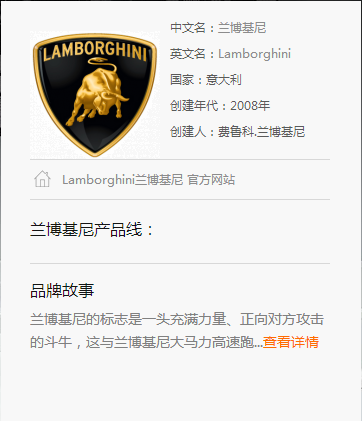 LAMBORGHINI
中文名：兰博基尼
英文名：Lamborghini
国家：意大利
创建年代：2008年
创建人：费鲁科.兰博基尼
Lamborghini兰博基尼 官方网站
兰博基尼产品线：
品牌故事
兰博基尼的标志是一头充满力量、正向对方攻击
的斗牛，这与兰博基尼大马力高速跑...查看详情